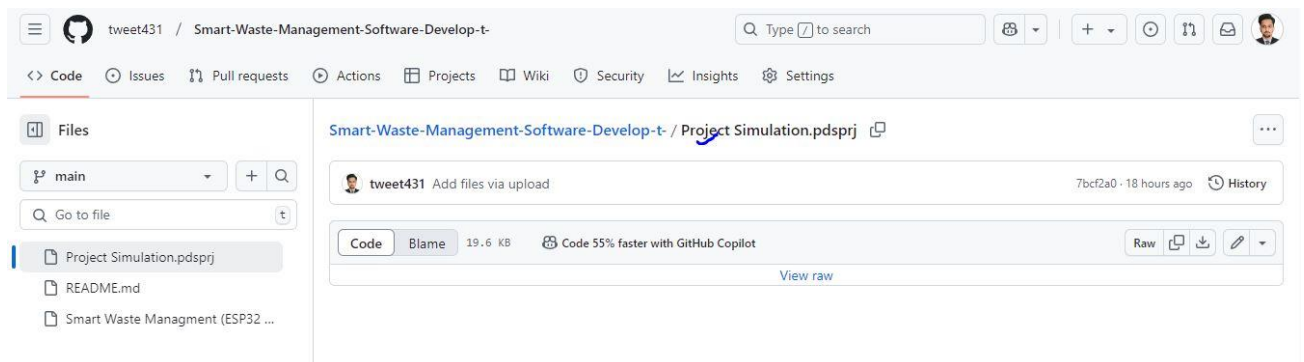 tweet431 / Smart-Waste-Management-Software-Develop-t-
Type / to search
<> Code Issues Pull requests Actions Projects Wiki Security Insights Settings
Files
main
Go to file t
Project Simulation.pdsprj
README.md
Smart Waste Managment (ESP32 ...
Smart-Waste-Management-Software-Develop-t- / Project Simulation.pdsprj
tweet431 Add files via upload
7bcf2a0 · 18 hours ago History
Code Blame 19.6 KB Code 55% faster with GitHub Copilot
Raw
View raw